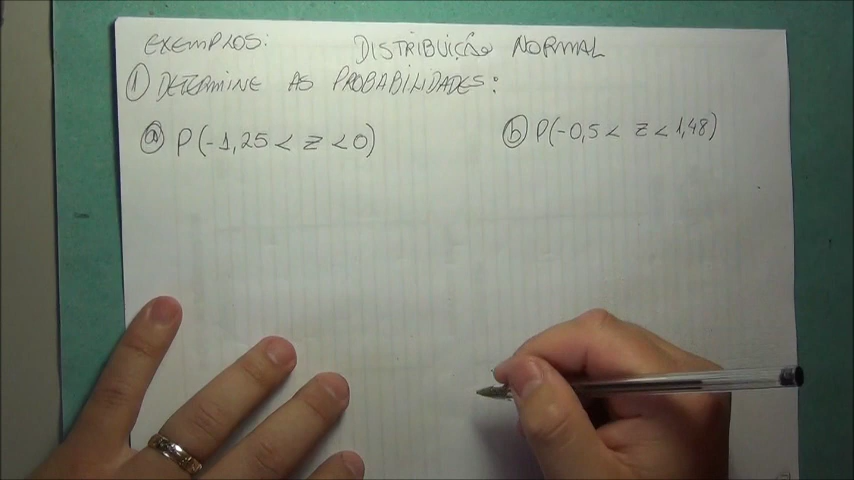 EXEMPLOS: DISTRIBUIÇÃO NORMAL
① DETERMINE AS PROBABILIDADES:
ⓐ P(-1,25 < Z < 0) ⓑ P(-0,5 < Z < 1,48)